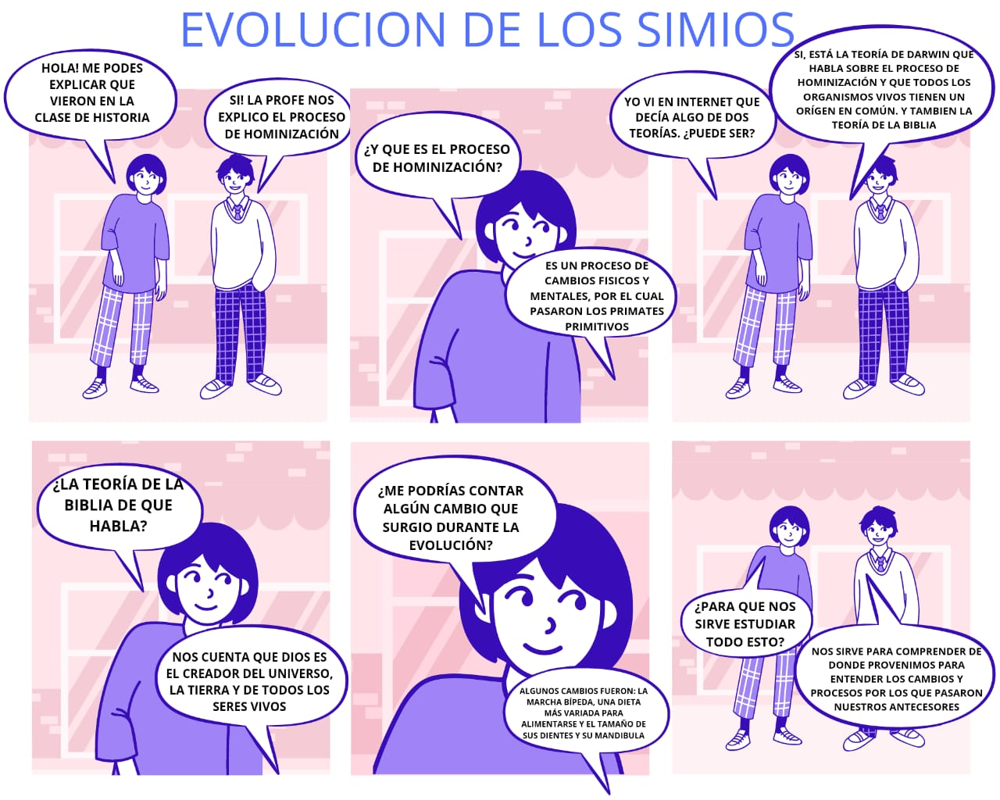 EVOLUCION DE LOS SIMIOS
HOLA! ME PODES
EXPLICAR QUE
VIERON EN LA
CLASE DE HISTORIA
SI! LA PROFE NOS
EXPLICO EL PROCESO
DE HOMINIZACIÓN
¿Y QUE ES EL PROCESO
DE HOMINIZACIÓN?
ES UN PROCESO DE
CAMBIOS FISICOS Y
MENTALES, POR EL CUAL
PASARON LOS PRIMATES
PRIMITIVOS
YO VI EN INTERNET QUE
DECÍA ALGO DE DOS
TEORÍAS. ¿PUEDE SER?
SI, ESTÁ LA TEORÍA DE DARWIN QUE
HABLA SOBRE EL PROCESO DE
HOMINIZACIÓN Y QUE TODOS LOS
ORGANISMOS VIVOS TIENEN UN
ORÍGEN EN COMÚN. Y TAMBIEN LA
TEORÍA DE LA BIBLIA
¿LA TEORÍA DE LA
BIBLIA DE QUE
HABLA?
NOS CUENTA QUE DIOS ES
EL CREADOR DEL UNIVERSO,
LA TIERRA Y DE TODOS LOS
SERES VIVOS
¿ME PODRÍAS CONTAR
ALGÚN CAMBIO QUE
SURGIO DURANTE LA
EVOLUCIÓN?
ALGUNOS CAMBIOS FUERON: LA
MARCHA BÍPEDA, UNA DIETA
MÁS VARIADA PARA
ALIMENTARSE Y EL TAMAÑO DE
SUS DIENTES Y SU MANDIBULA
¿PARA QUE NOS
SIRVE ESTUDIAR
TODO ESTO?
NOS SIRVE PARA COMPRENDER DE
DONDE PROVENIMOS PARA
ENTENDER LOS CAMBIOS Y
PROCESOS POR LOS QUE PASARON
NUESTROS ANTECESORES